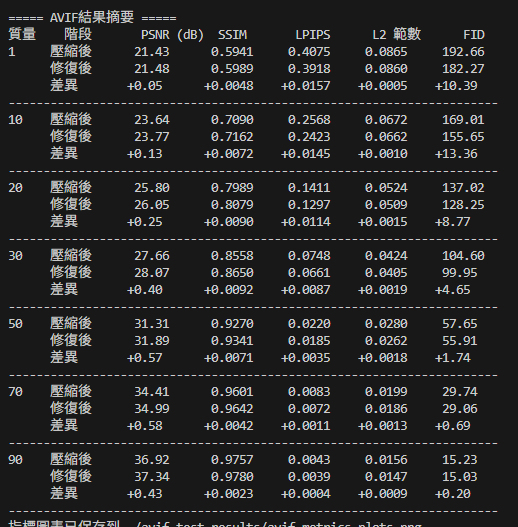 ===== AVIF結果摘要 =====
質量 階段 PSNR (dB) SSIM LPIPS L2 範數 FID
1 壓縮後 21.43 0.5941 0.4075 0.0865 192.66
修復後 21.48 0.5989 0.3918 0.0860 182.27
差異 +0.05 +0.0048 +0.0157 +0.0005 +10.39
--------------------------------------------------------------------
10 壓縮後 23.64 0.7090 0.2568 0.0672 169.01
修復後 23.77 0.7162 0.2423 0.0662 155.65
差異 +0.13 +0.0072 +0.0145 +0.0010 +13.36
--------------------------------------------------------------------
20 壓縮後 25.80 0.7989 0.1411 0.0524 137.02
修復後 26.05 0.8079 0.1297 0.0509 128.25
差異 +0.25 +0.0090 +0.0114 +0.0015 +8.77
--------------------------------------------------------------------
30 壓縮後 27.66 0.8558 0.0748 0.0424 104.60
修復後 28.07 0.8650 0.0661 0.0405 99.95
差異 +0.40 +0.0092 +0.0087 +0.0019 +4.65
--------------------------------------------------------------------
50 壓縮後 31.31 0.9270 0.0220 0.0280 57.65
修復後 31.89 0.9341 0.0185 0.0262 55.91
差異 +0.57 +0.0071 +0.0035 +0.0018 +1.74
--------------------------------------------------------------------
70 壓縮後 34.41 0.9601 0.0083 0.0199 29.74
修復後 34.99 0.9642 0.0072 0.0186 29.06
差異 +0.58 +0.0042 +0.0011 +0.0013 +0.69
--------------------------------------------------------------------
90 壓縮後 36.92 0.9757 0.0043 0.0156 15.23
修復後 37.34 0.9780 0.0039 0.0147 15.03
差異 +0.43 +0.0023 +0.0004 +0.0009 +0.20
--------------------------------------------------------------------
指標圖表已保存到 ./avif_test_results/avif_metrics_plots.png